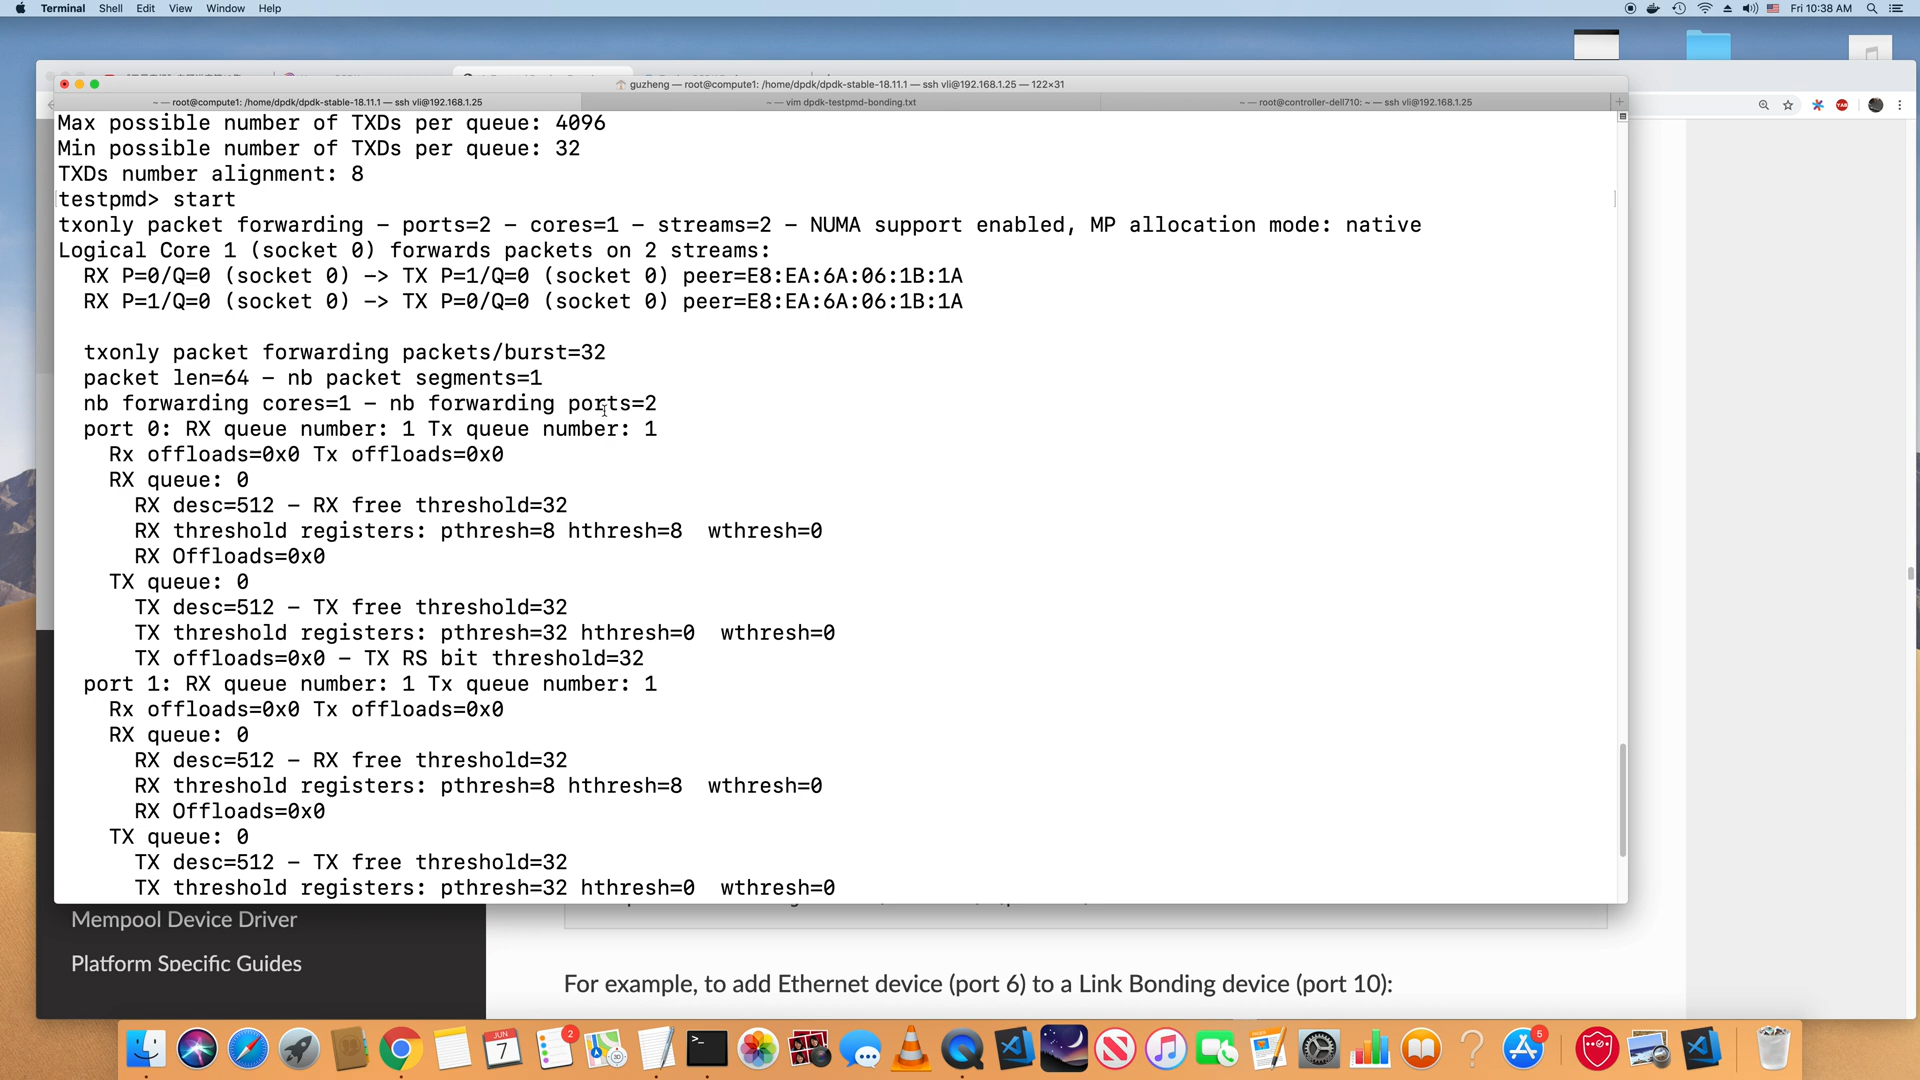 Terminal Shell Edit View Window Help
Fri 10:38 AM
guzheng — root@compute1: /home/dpdk/dpdk-stable-18.11.1 — ssh vli@192.168.1.25 — 122×31
~ — root@compute1: /home/dpdk/dpdk-stable-18.11.1 — ssh vli@192.168.1.25
~ — vim dpdk-testpmd-bonding.txt
~ — root@controller-dell710: ~ — ssh vli@192.168.1.25
Max possible number of TXDs per queue: 4096
Min possible number of TXDs per queue: 32
TXDs number alignment: 8
testpmd> start
txonly packet forwarding - ports=2 - cores=1 - streams=2 - NUMA support enabled, MP allocation mode: native
Logical Core 1 (socket 0) forwards packets on 2 streams:
RX P=0/Q=0 (socket 0) -> TX P=1/Q=0 (socket 0) peer=E8:EA:6A:06:1B:1A
RX P=1/Q=0 (socket 0) -> TX P=0/Q=0 (socket 0) peer=E8:EA:6A:06:1B:1A
txonly packet forwarding packets/burst=32
packet len=64 - nb packet segments=1
nb forwarding cores=1 - nb forwarding ports=2
port 0: RX queue number: 1 Tx queue number: 1
Rx offloads=0x0 Tx offloads=0x0
RX queue: 0
RX desc=512 - RX free threshold=32
RX threshold registers: pthresh=8 hthresh=8 wthresh=0
RX Offloads=0x0
TX queue: 0
TX desc=512 - TX free threshold=32
TX threshold registers: pthresh=32 hthresh=0 wthresh=0
TX offloads=0x0 - TX RS bit threshold=32
port 1: RX queue number: 1 Tx queue number: 1
Rx offloads=0x0 Tx offloads=0x0
RX queue: 0
RX desc=512 - RX free threshold=32
RX threshold registers: pthresh=8 hthresh=8 wthresh=0
RX Offloads=0x0
TX queue: 0
TX desc=512 - TX free threshold=32
TX threshold registers: pthresh=32 hthresh=0 wthresh=0
Mempool Device Driver
Platform Specific Guides
For example, to add Ethernet device (port 6) to a Link Bonding device (port 10):
JUN
7
2
3D
5